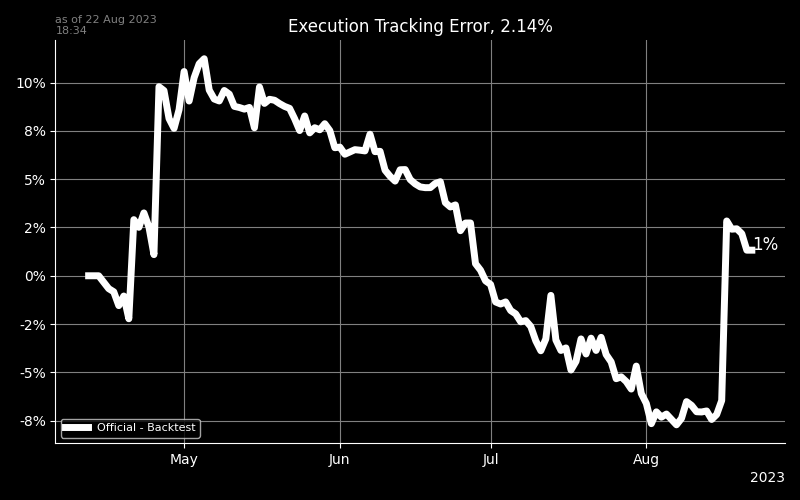 as of 22 Aug 2023
18:34
Execution Tracking Error, 2.14%
10%
8%
5%
2%
0%
-2%
-5%
-8%
1%
Official - Backtest
May Jun Jul Aug
2023